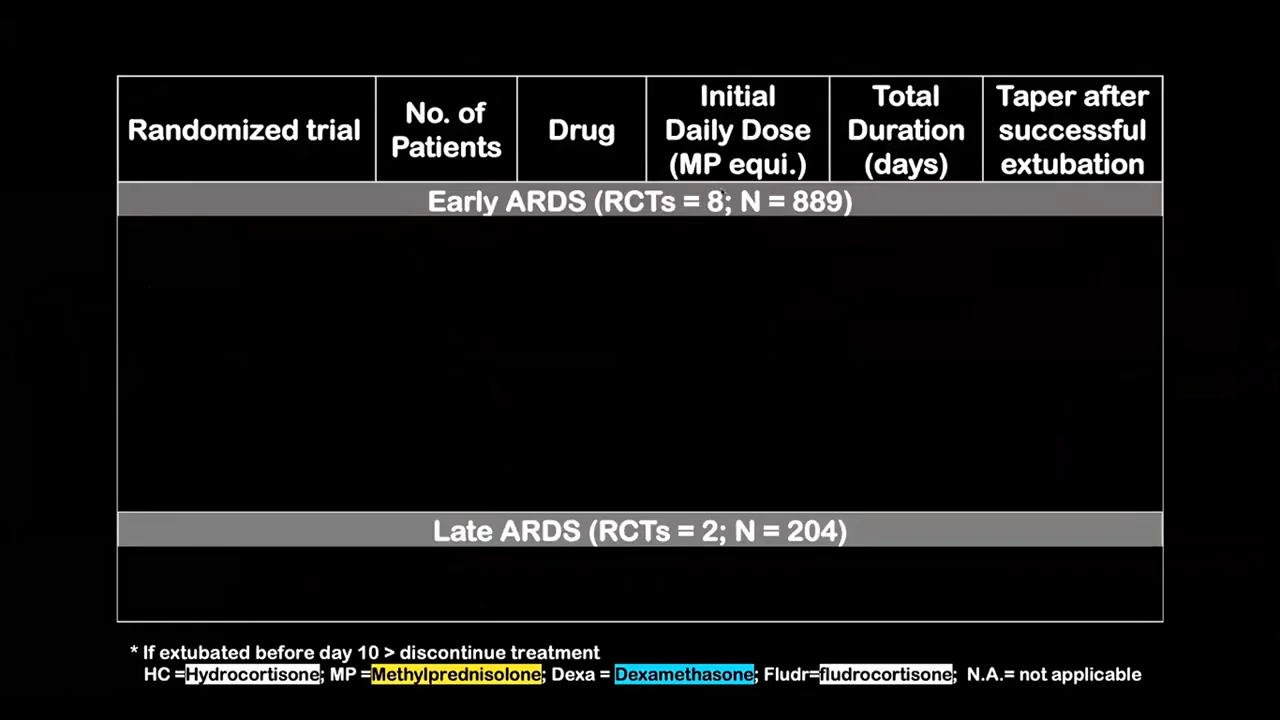 Randomized trial
No. of
Patients
Drug
Initial
Daily Dose
(MP equi.)
Total
Duration
(days)
Taper after
successful
extubation
Early ARDS (RCTs = 8; N = 889)
Late ARDS (RCTs = 2; N = 204)
* If extubated before day 10 > discontinue treatment
HC =Hydrocortisone; MP =Methylprednisolone; Dexa = Dexamethasone; Fludr=fludrocortisone; N.A.= not applicable